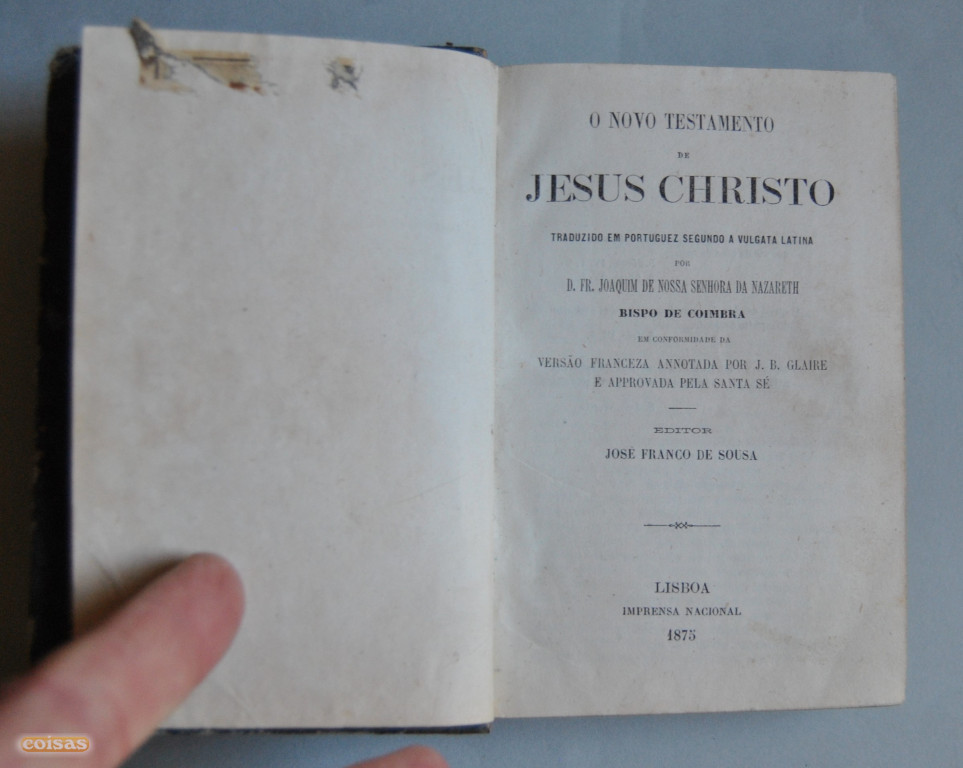 O NOVO TESTAMENTO
DE
JESUS CHRISTO
TRADUZIDO EM PORTUGUEZ SEGUNDO A VULGATA LATINA
POR
D. FR. JOAQUIM DE NOSSA SENHORA DA NAZARETH
BISPO DE COIMBRA
EM CONFORMIDADE DA
VERSÃO FRANCEZA ANNOTADA POR J. B. GLAIRE
E APPROVADA PELA SANTA SÉ
EDITOR
JOSÉ FRANCO DE SOUSA
LISBOA
IMPRENSA NACIONAL
1875
coisas